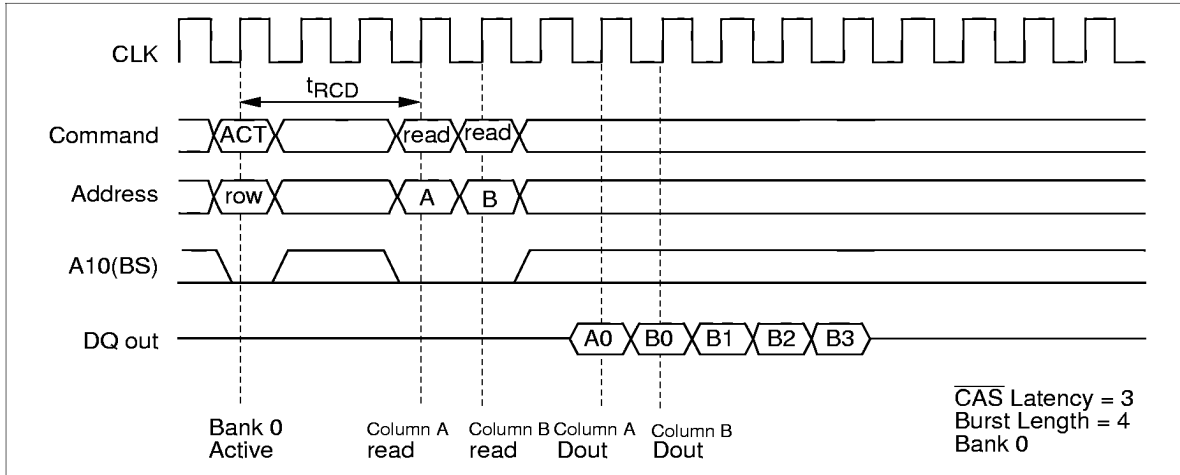 CLK
tRCD
Command ACT read read
Address row A B
A10(BS)
DQ out A0 B0 B1 B2 B3
Bank 0
Active
Column A
read
Column B
read
Column A
Dout
Column B
Dout
CAS Latency = 3
Burst Length = 4
Bank 0